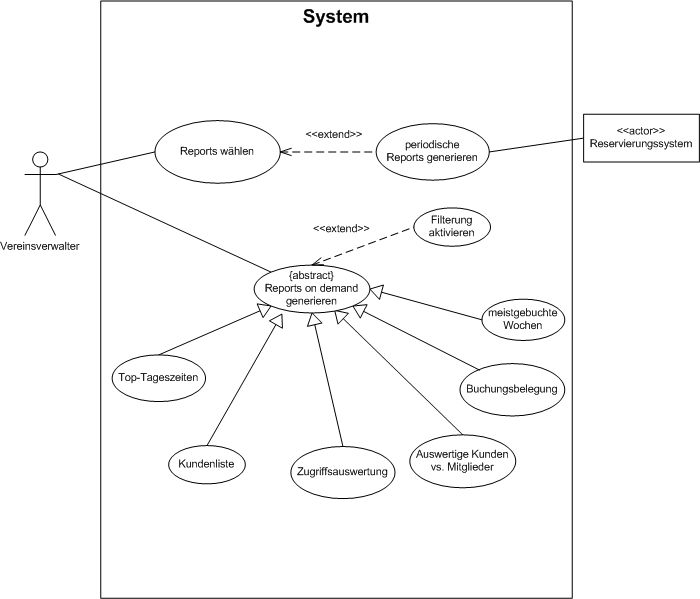 System
<<extend>>
<<actor>>
Reservierungssystem
Reports wählen
periodische
Reports generieren
Vereinsverwalter
<<extend>>
Filterung
aktivieren
{abstract}
Reports on demand
generieren
meistgebuchte
Wochen
Top-Tageszeiten
Buchungsbelegung
Kundenliste
Zugriffsauswertung
Auswertige Kunden
vs. Mitglieder